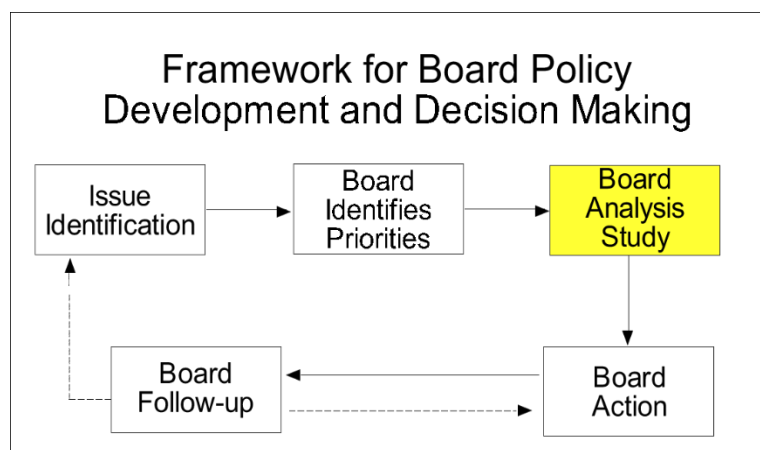 Framework for Board Policy
Development and Decision Making
Issue
Identification
Board
Identifies
Priorities
Board
Analysis
Study
Board
Follow-up
Board
Action